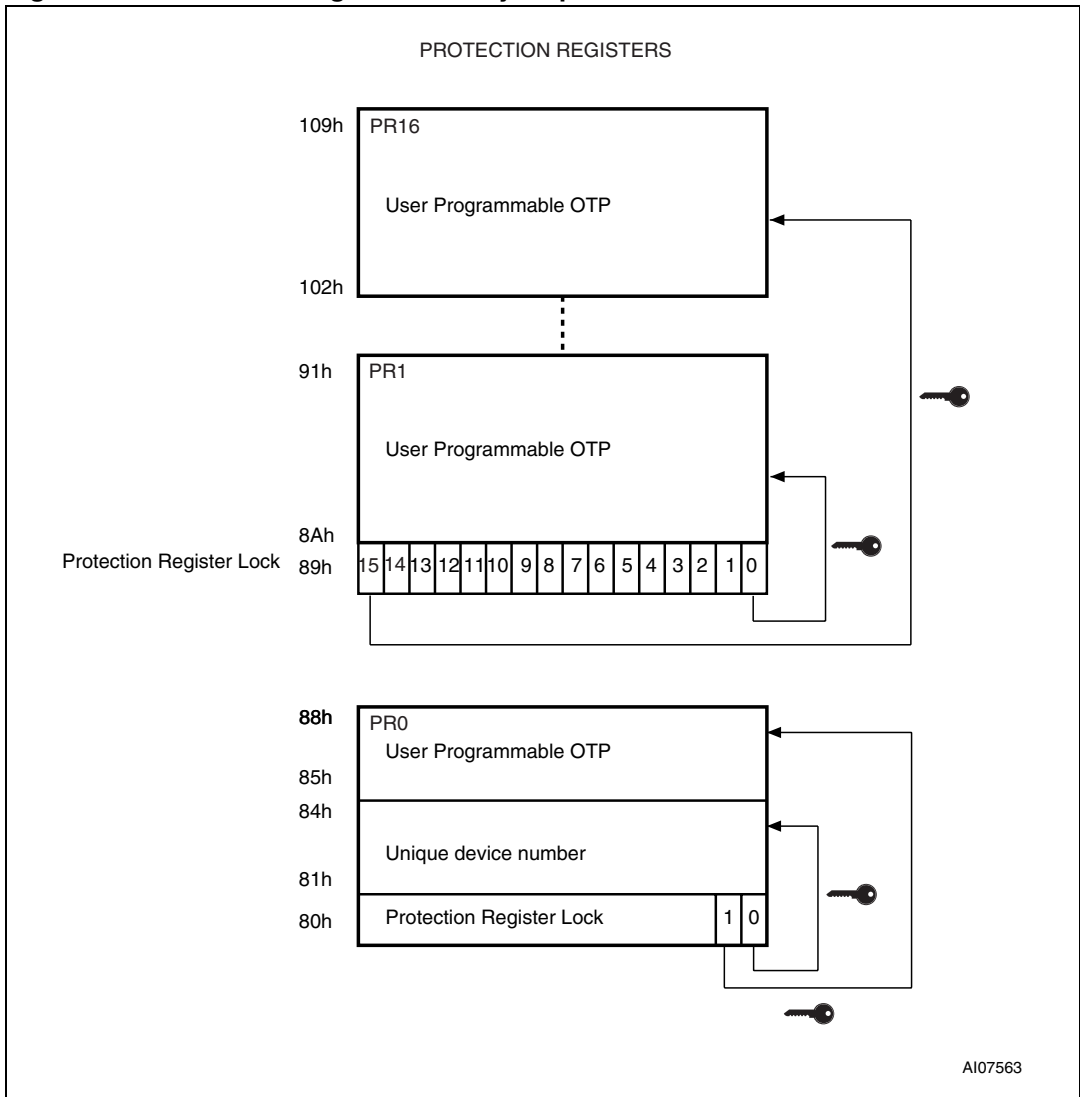 PROTECTION REGISTERS
109h
PR16
User Programmable OTP
102h
91h
PR1
User Programmable OTP
8Ah
Protection Register Lock 89h 15 14 13 12 11 10 9 8 7 6 5 4 3 2 1 0
88h
PR0
User Programmable OTP
85h
84h
Unique device number
81h
80h Protection Register Lock 1 0
AI07563